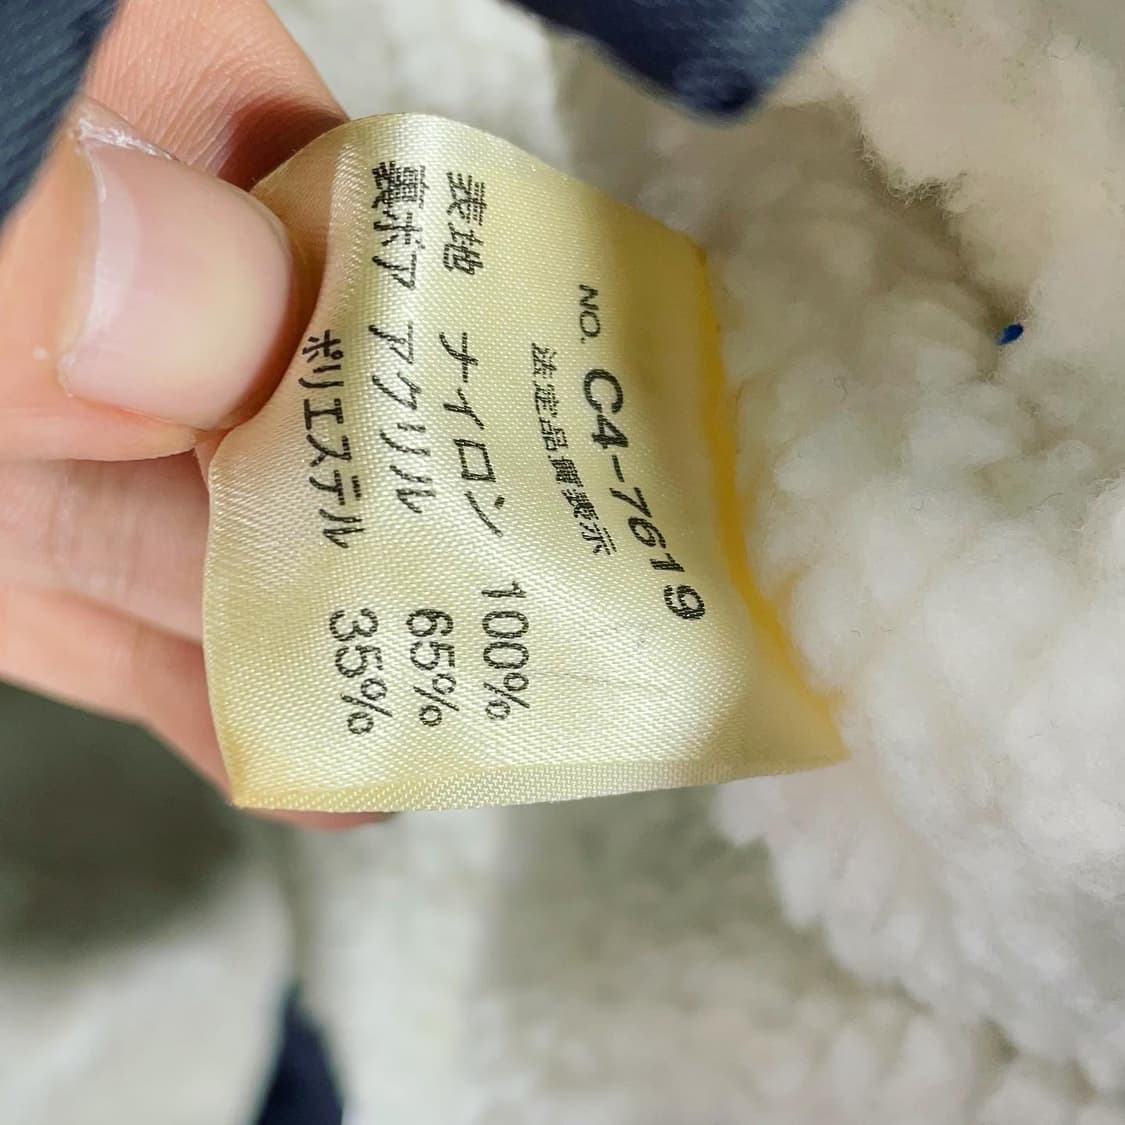 NO. C4-7619
法定品質表示
表地 ナイロン 100%
裏ボア アクリル 65%
ポリエステル 35%